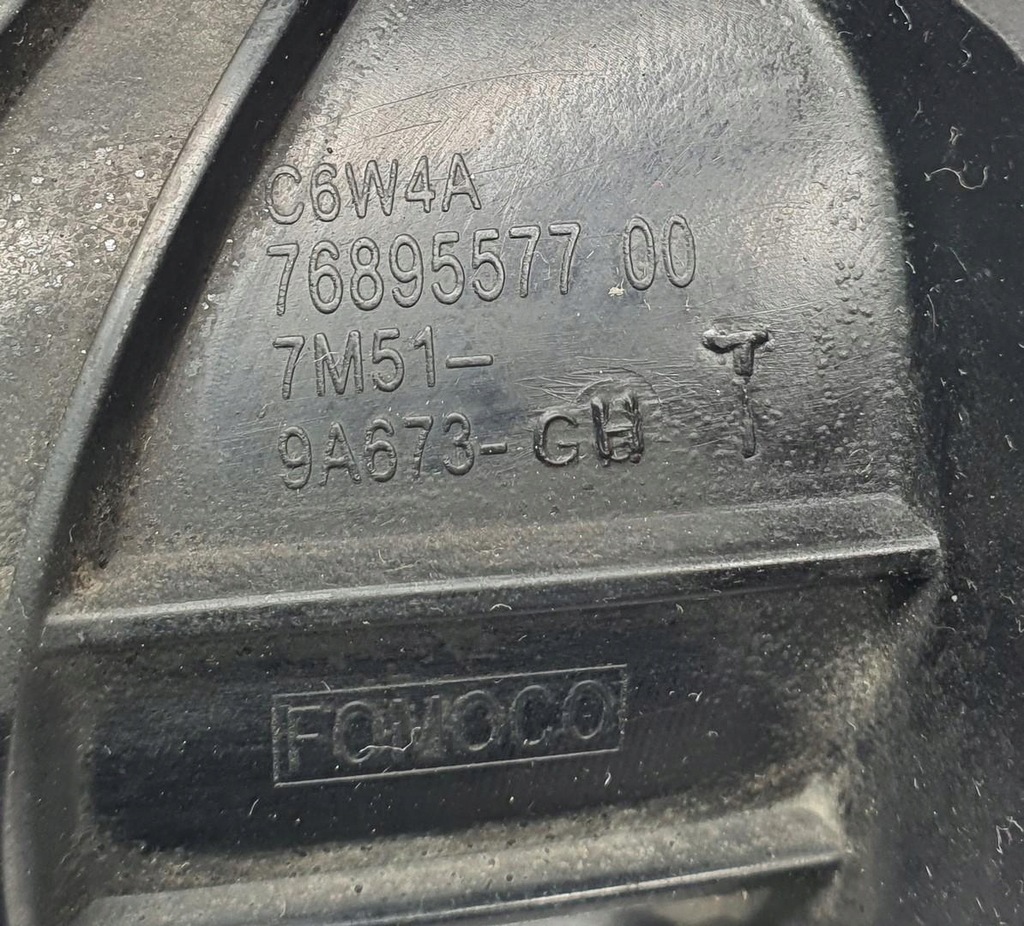 C6W4A
76895577 00
7M51-
9A673-GH T
FOMOCO